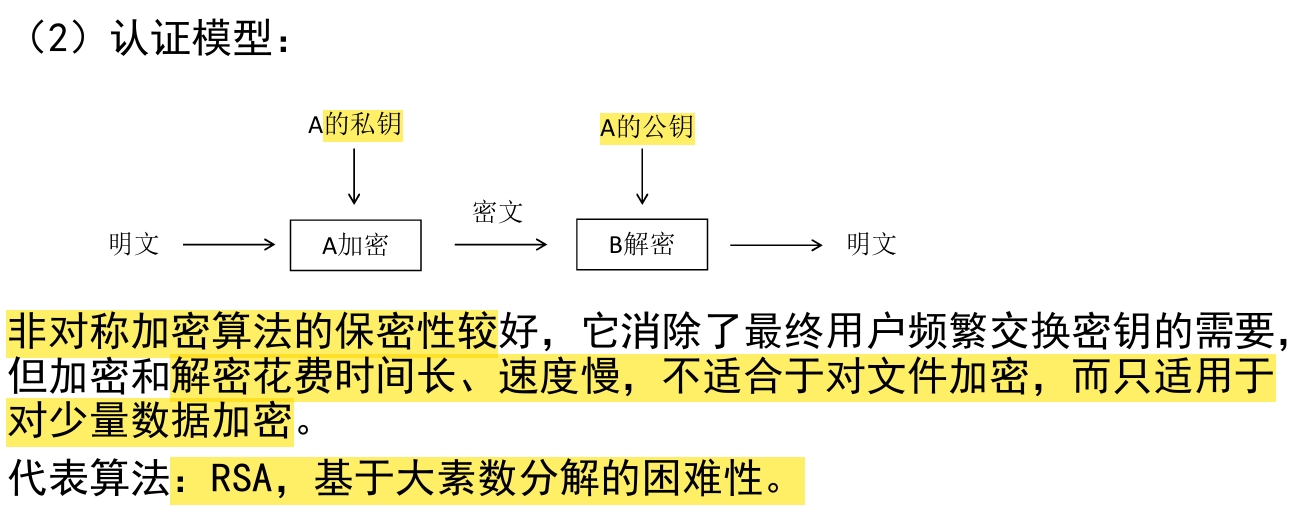 （2）认证模型：
A的私钥 A的公钥
密文
明文 A加密 B解密 明文
非对称加密算法的保密性较好，它消除了最终用户频繁交换密钥的需要，
但加密和解密花费时间长、速度慢，不适合于对文件加密，而只适用于
对少量数据加密。
代表算法：RSA，基于大素数分解的困难性。